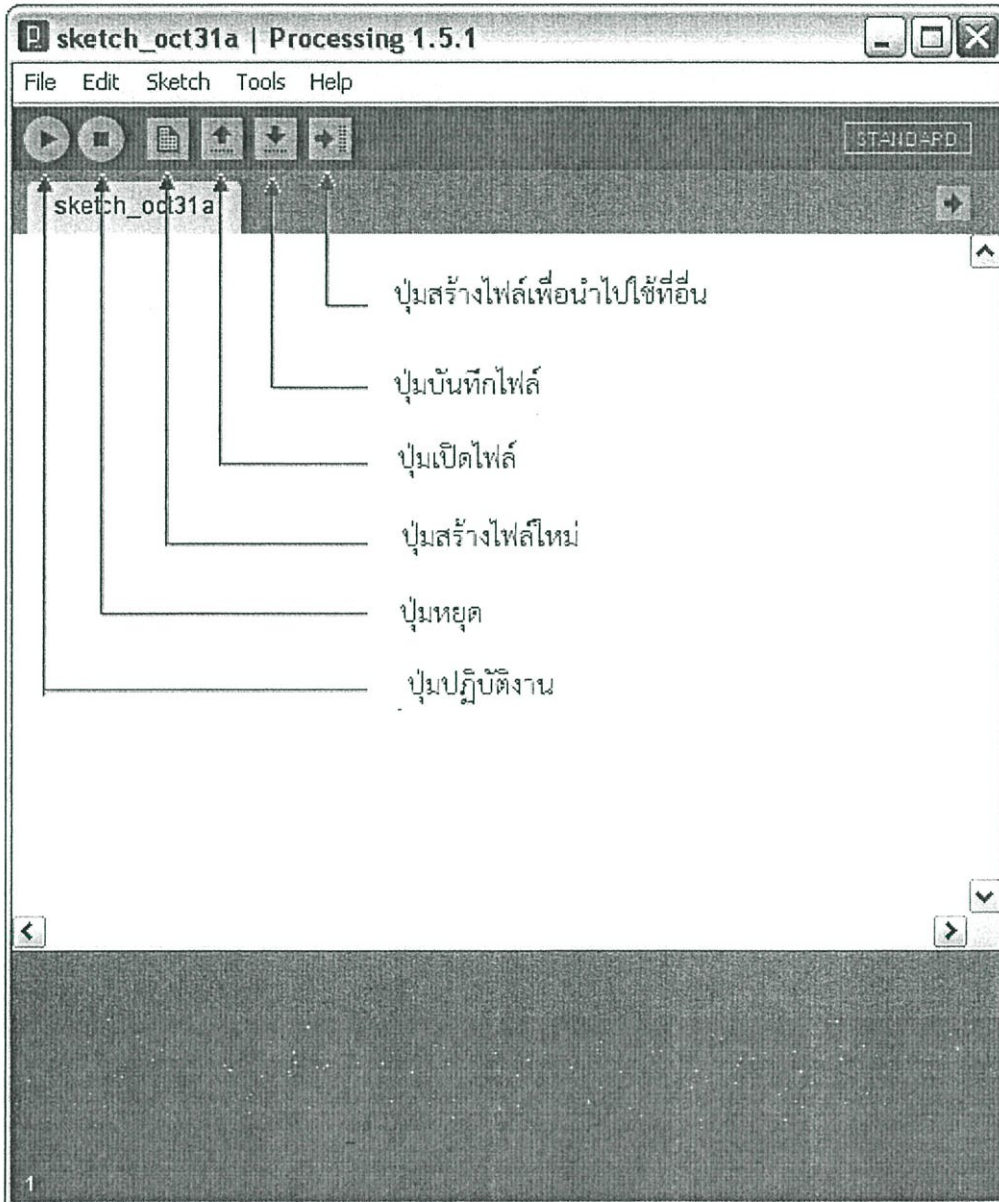 sketch_oct31a | Processing 1.5.1
File Edit Sketch Tools Help
STANDARD
sketch_oct31a
ปุ่มสร้างไฟล์เพื่อนำไปใช้ที่อื่น
ปุ่มบันทึกไฟล์
ปุ่มเปิดไฟล์
ปุ่มสร้างไฟล์ใหม่
ปุ่มหยุด
ปุ่มปฏิบัติงาน
1